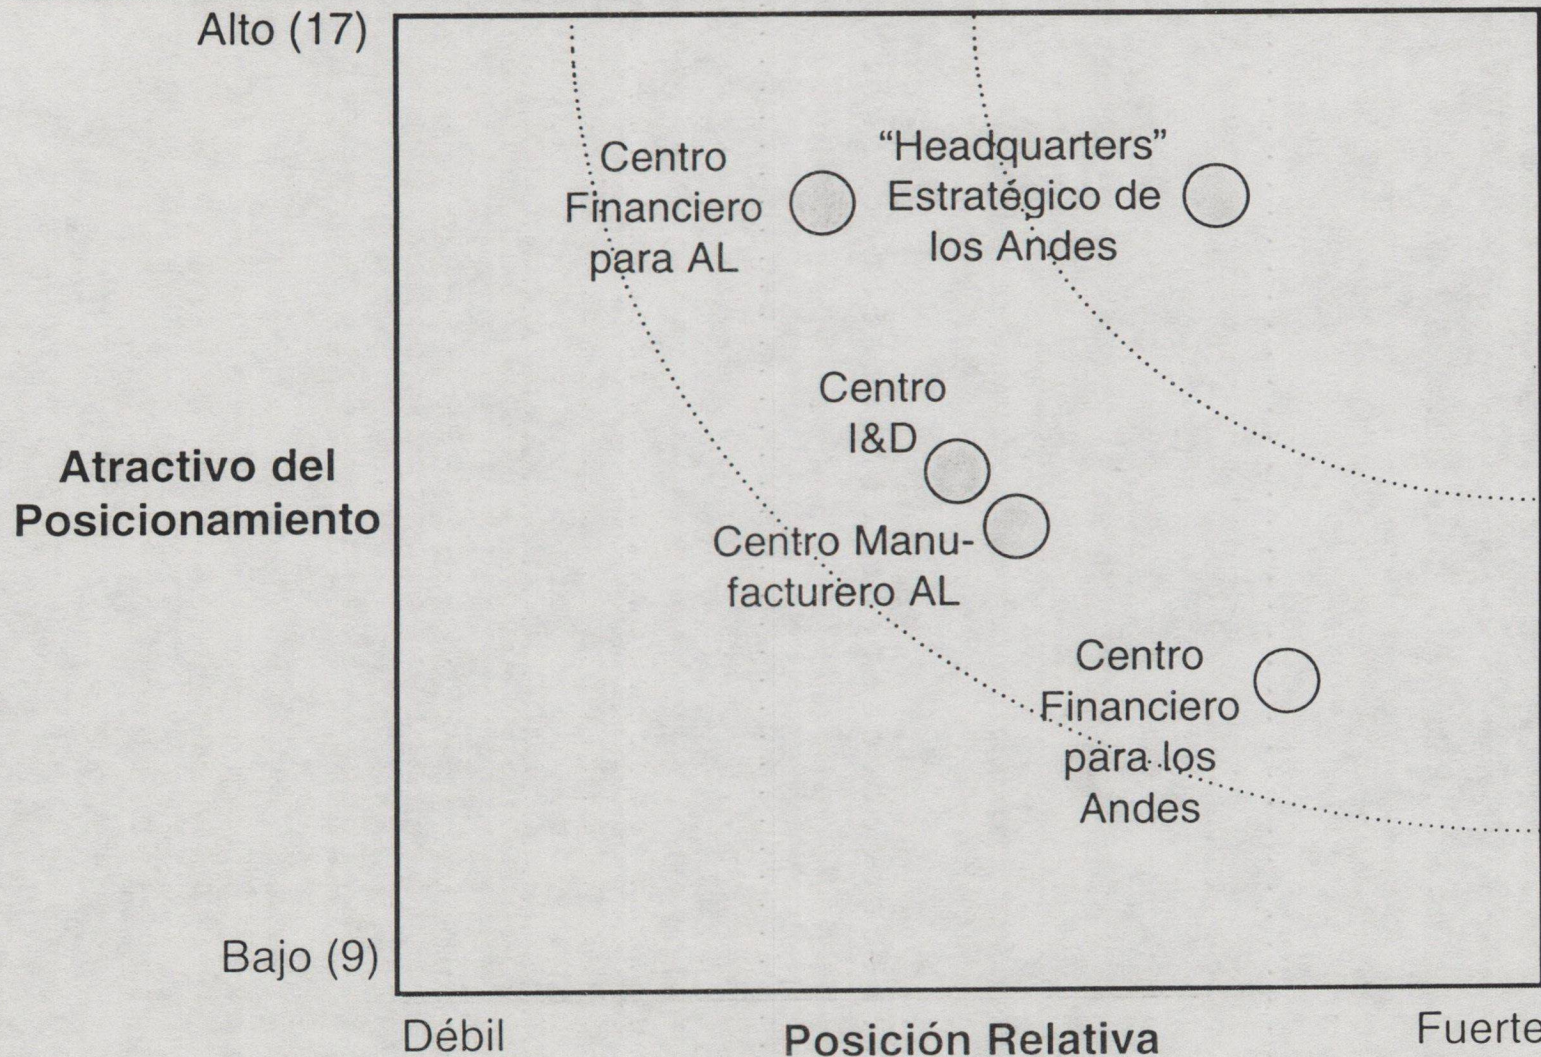 Alto (17)
Centro
Financiero
para AL
“Headquarters”
Estratégico de
los Andes
Centro
I&D
Atractivo del
Posicionamiento
Centro Manu-
facturero AL
Centro
Financiero
para los
Andes
Bajo (9)
Débil
Posición Relativa
Fuerte